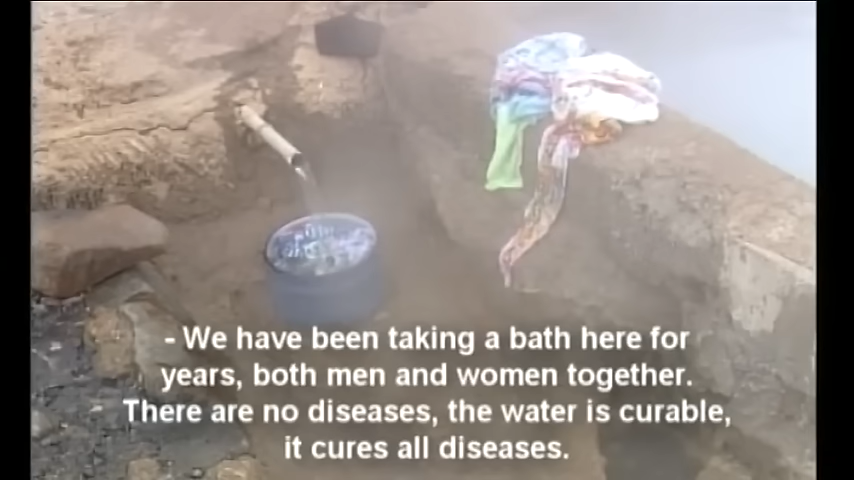 - We have been taking a bath here for
years, both men and women together.
There are no diseases, the water is curable,
it cures all diseases.